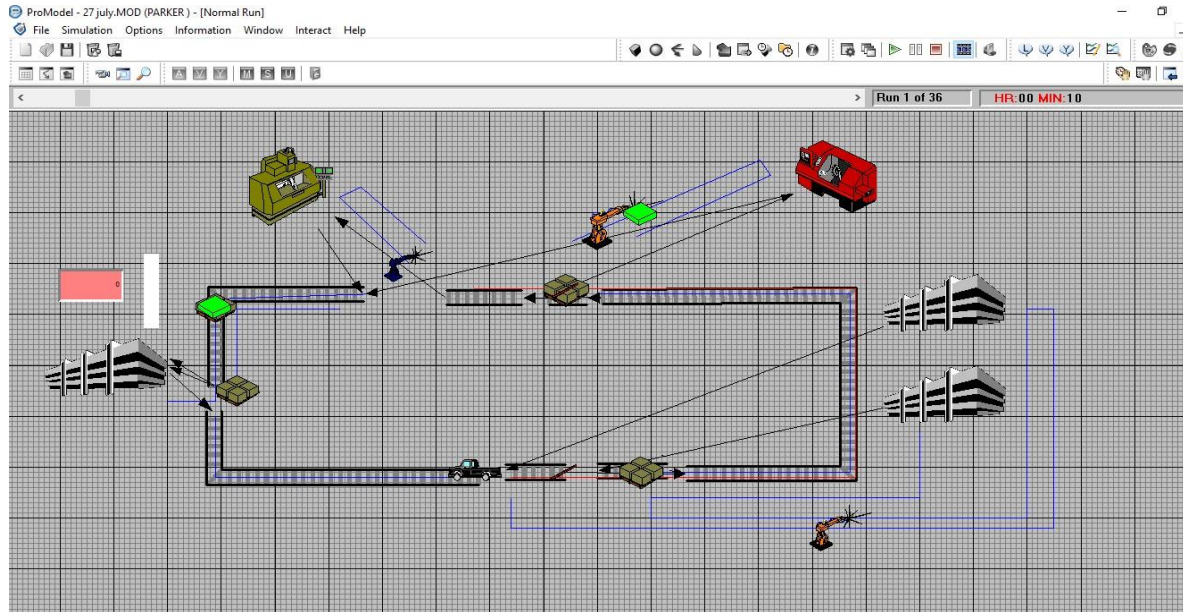 ProModel - 27 july.MOD (PARKER ) - [Normal Run]
File Simulation Options Information Window Interact Help
A V V M S U
Run 1 of 36 HR:00 MIN:10
0